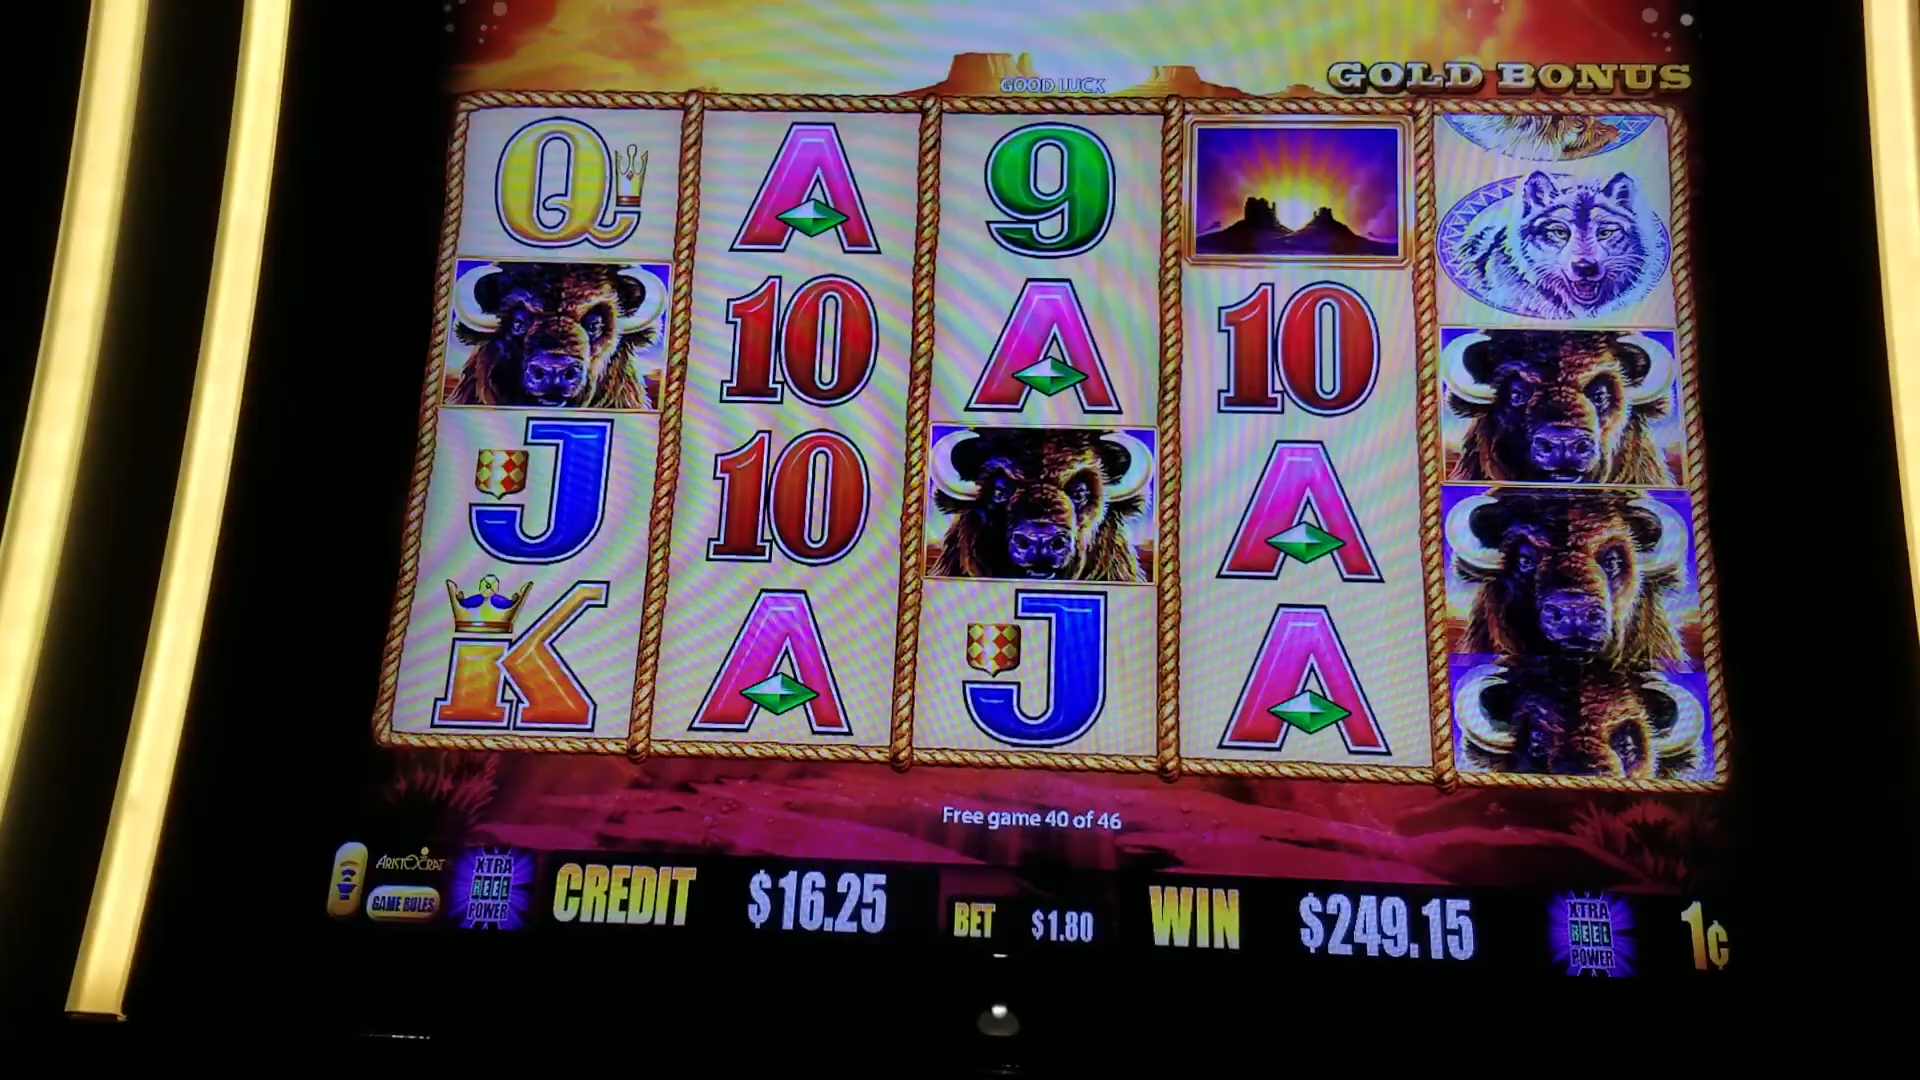 GOOD LUCK
GOLD BONUS
Q A 9
10 A 10
J 10 A
K A J A
Free game 40 of 46
ARISTOCRAT
GAME RULES
XTRA
REEL
POWER
CREDIT $16.25
BET $1.80
WIN $249.15
XTRA
REEL
POWER
1¢